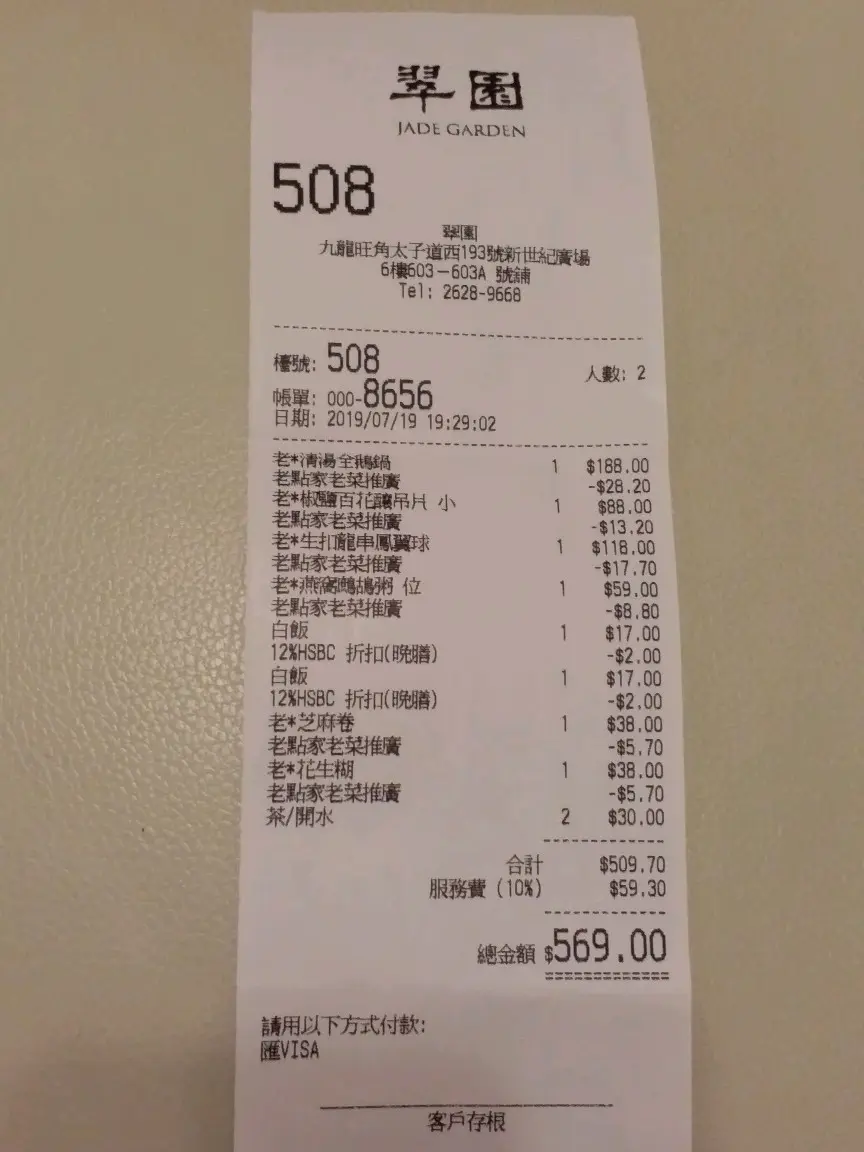 翠園
JADE GARDEN
508
翠園
九龍旺角太子道西193號新世紀廣場
6樓603-603A 號舖
Tel: 2628-9668
檯號: 508 人數: 2
帳單: 000-8656
日期: 2019/07/19 19:29:02
老*清湯全鵝鍋 1 $188.00
老點家老菜推廣 -$28.20
老*椒鹽百花釀吊片 小 1 $88.00
老點家老菜推廣 -$13.20
老*生扣龍串鳳翼球 1 $118.00
老點家老菜推廣 -$17.70
老*燕窩鷓鴣粥 位 1 $59.00
老點家老菜推廣 -$8.80
白飯 1 $17.00
12%HSBC 折扣(晚膳) -$2.00
白飯 1 $17.00
12%HSBC 折扣(晚膳) -$2.00
老*芝麻卷 1 $38.00
老點家老菜推廣 -$5.70
老*花生糊 1 $38.00
老點家老菜推廣 -$5.70
茶/開水 2 $30.00
合計 $509.70
服務費 (10%) $59.30
總金額 $569.00
請用以下方式付款:
匯VISA
客戶存根